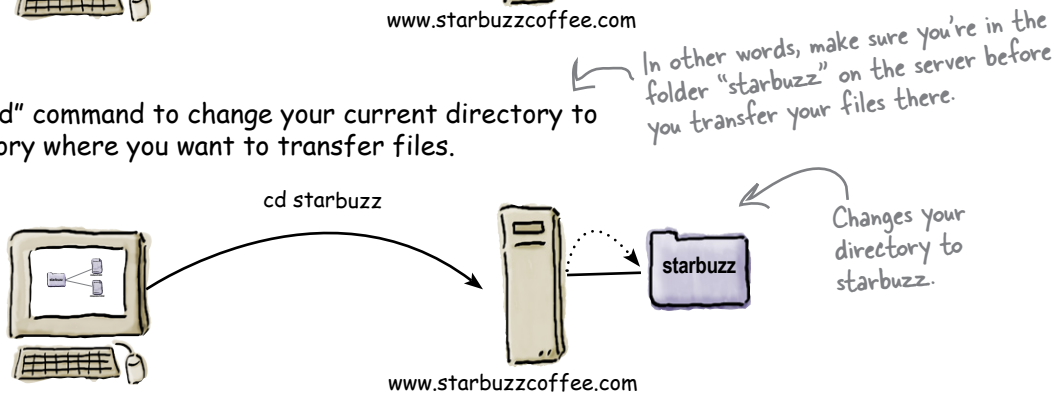 www.starbuzzcoffee.com
In other words, make sure you're in the
folder "starbuzz" on the server before
you transfer your files there.
d" command to change your current directory to
ory where you want to transfer files.
cd starbuzz
starbuzz
Changes your
directory to
starbuzz.
www.starbuzzcoffee.com